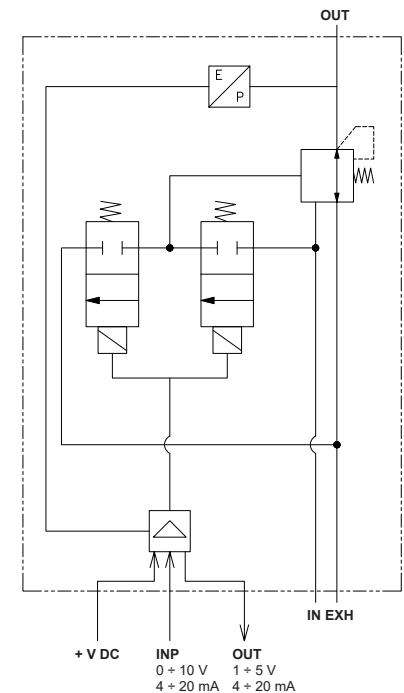 OUT
E
P
IN EXH
+ V DC
INP
0 ÷ 10 V
4 ÷ 20 mA
OUT
1 ÷ 5 V
4 ÷ 20 mA